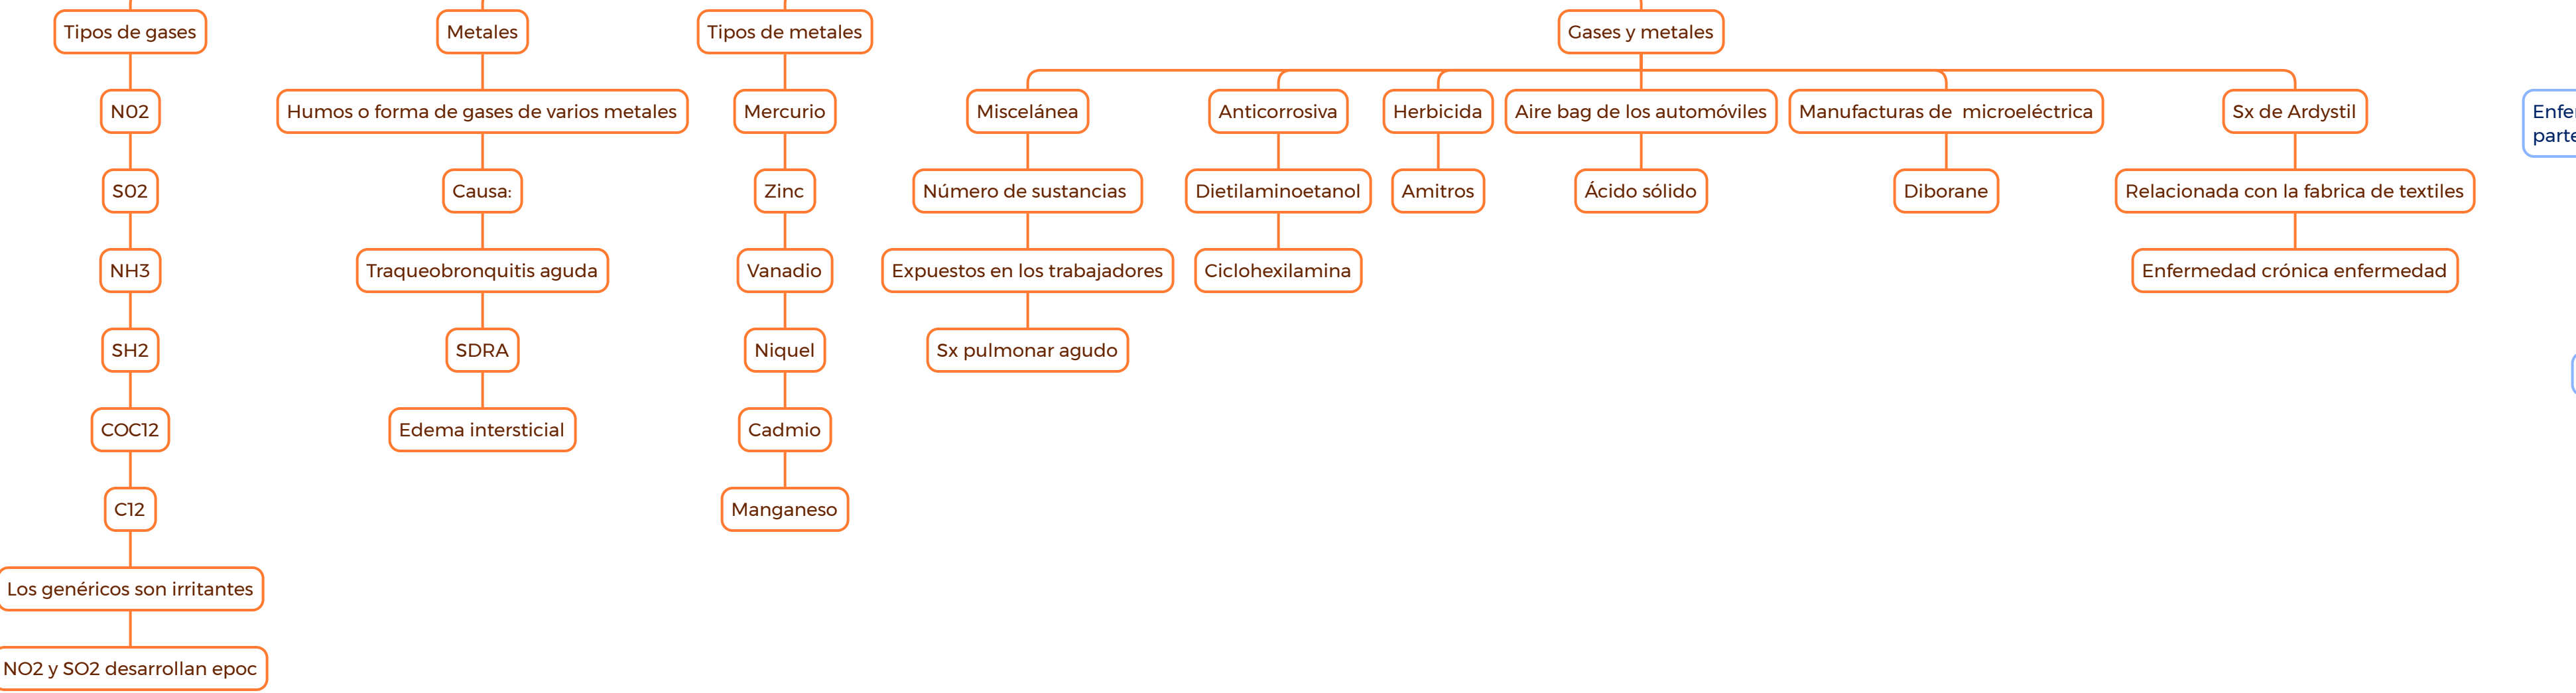 Tipos de gases
N02
S02
NH3
SH2
COC12
C12
Los genéricos son irritantes
NO2 y SO2 desarrollan epoc
Metales
Humos o forma de gases de varios metales
Causa:
Traqueobronquitis aguda
SDRA
Edema intersticial
Tipos de metales
Mercurio
Zinc
Vanadio
Niquel
Cadmio
Manganeso
Gases y metales
Miscelánea
Número de sustancias
Expuestos en los trabajadores
Sx pulmonar agudo
Anticorrosiva
Dietilaminoetanol
Ciclohexilamina
Herbicida
Amitros
Aire bag de los automóviles
Ácido sólido
Manufacturas de  microeléctrica
Diborane
Sx de Ardystil
Relacionada con la fabrica de textiles
Enfermedad crónica enfermedad